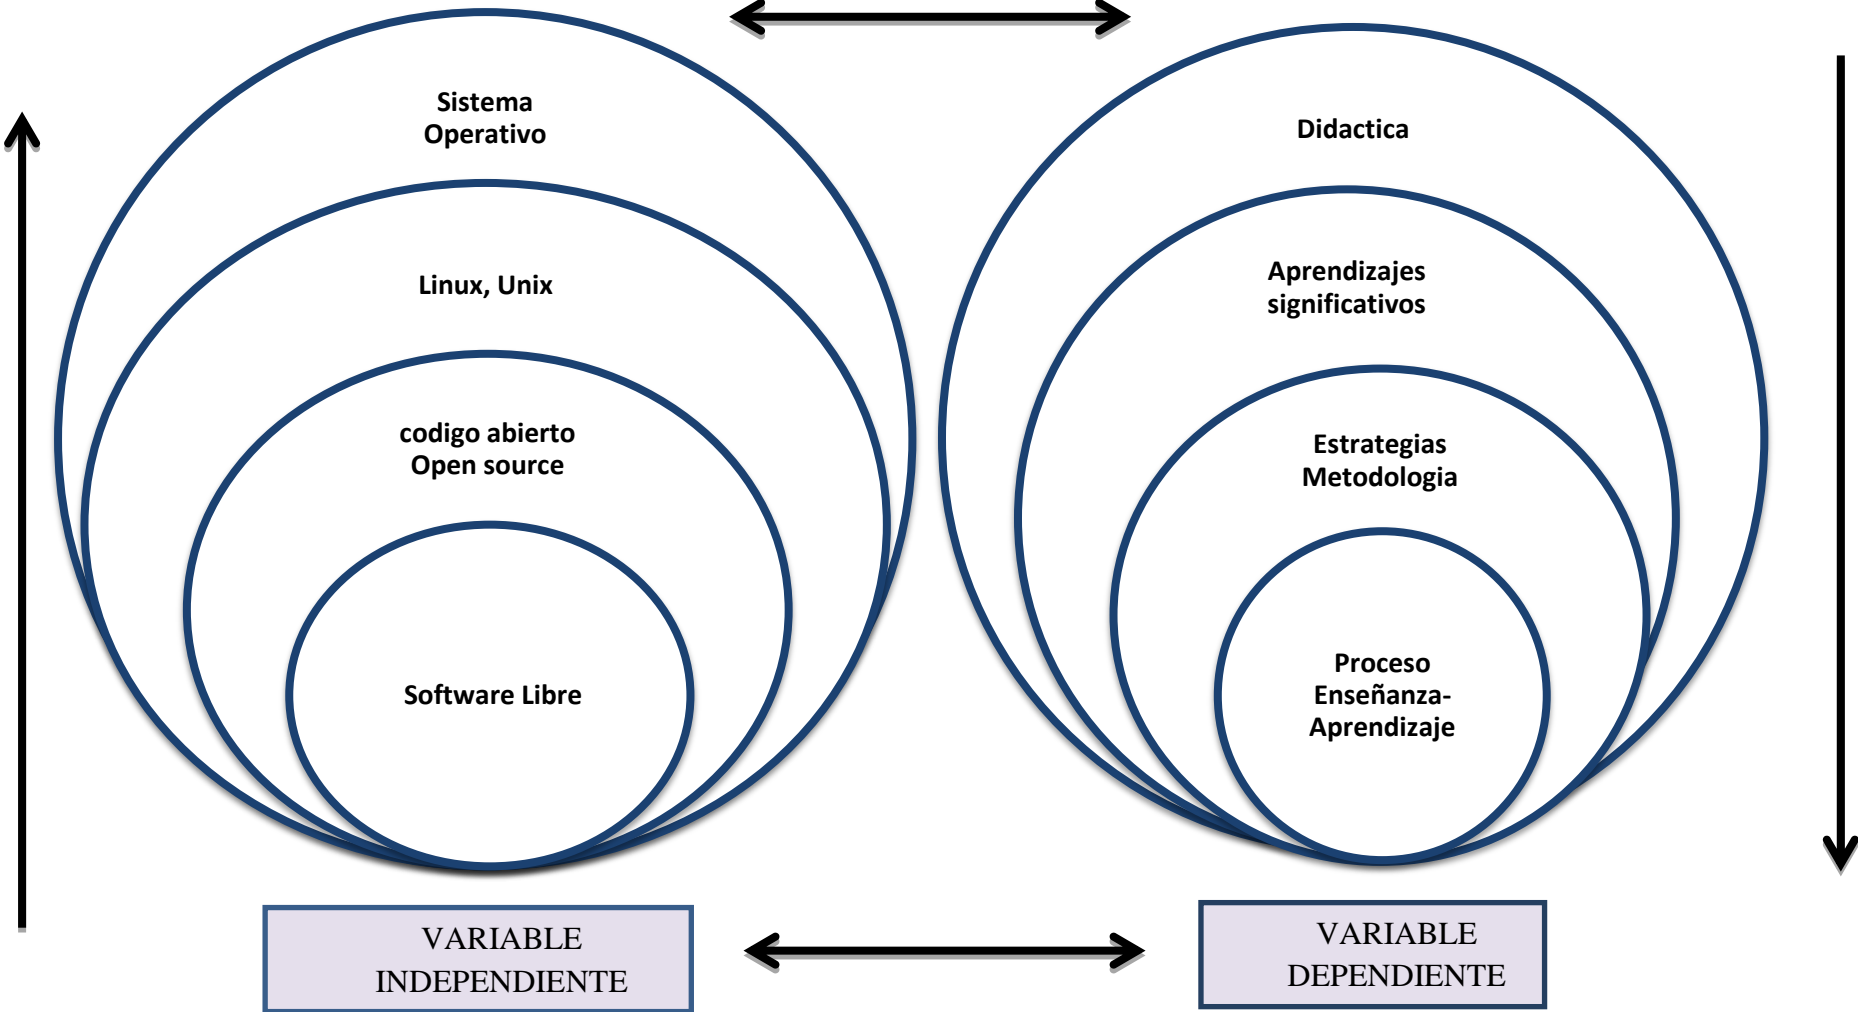 Sistema
Operativo
Linux, Unix
codigo abierto
Open source
Software Libre
VARIABLE
INDEPENDIENTE
Didactica
Aprendizajes
significativos
Estrategias
Metodologia
Proceso
Enseñanza-
Aprendizaje
VARIABLE
DEPENDIENTE